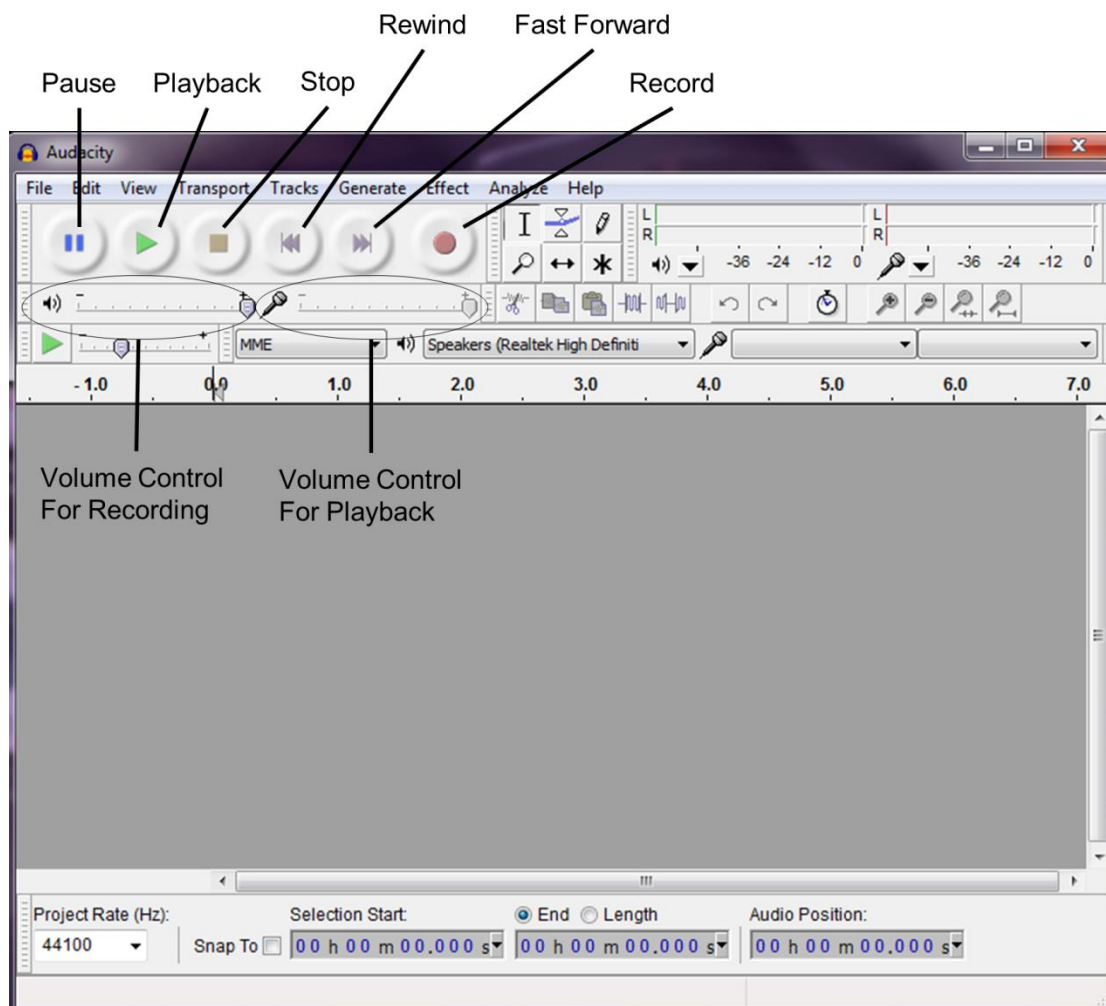 Rewind Fast Forward
Pause Playback Stop Record
Audacity
File Edit View Transport Tracks Generate Effect Analyze Help
L
R
-36 -24 -12 0
L
R
-36 -24 -12 0
- +
- +
- +
MME
Speakers (Realtek High Definiti
- 1.0 0.0 1.0 2.0 3.0 4.0 5.0 6.0 7.0
Volume Control
For Recording
Volume Control
For Playback
Project Rate (Hz): Selection Start: End Length Audio Position:
44100 Snap To 00 h 00 m 00.000 s 00 h 00 m 00.000 s 00 h 00 m 00.000 s